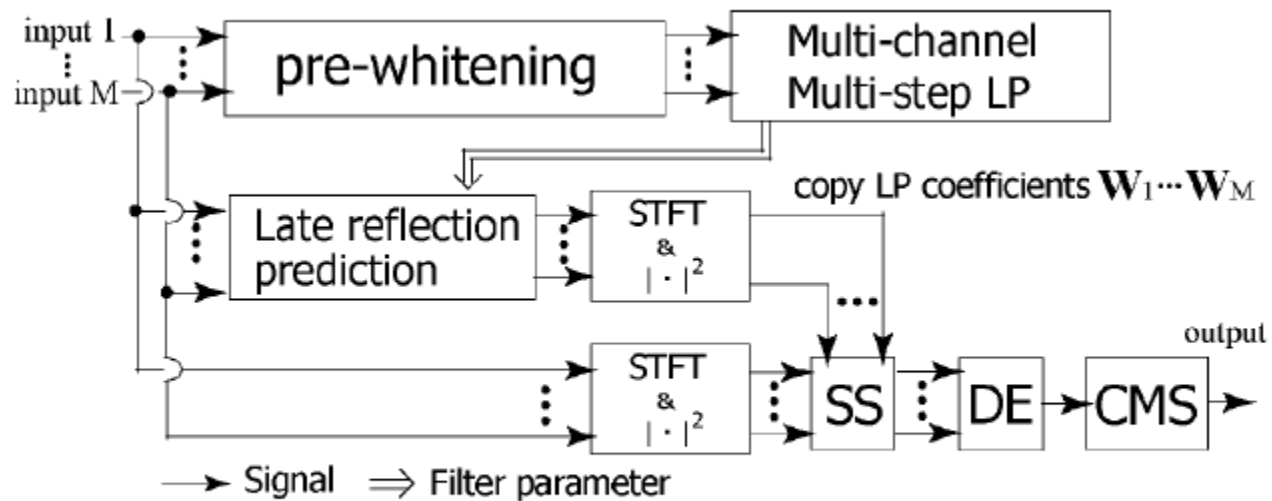 input 1
input M
pre-whitening
Multi-channel
Multi-step LP
copy LP coefficients W₁···W_M
Late reflection
prediction
STFT
&
|·|²
STFT
&
|·|²
SS
DE
CMS
output
Signal
Filter parameter